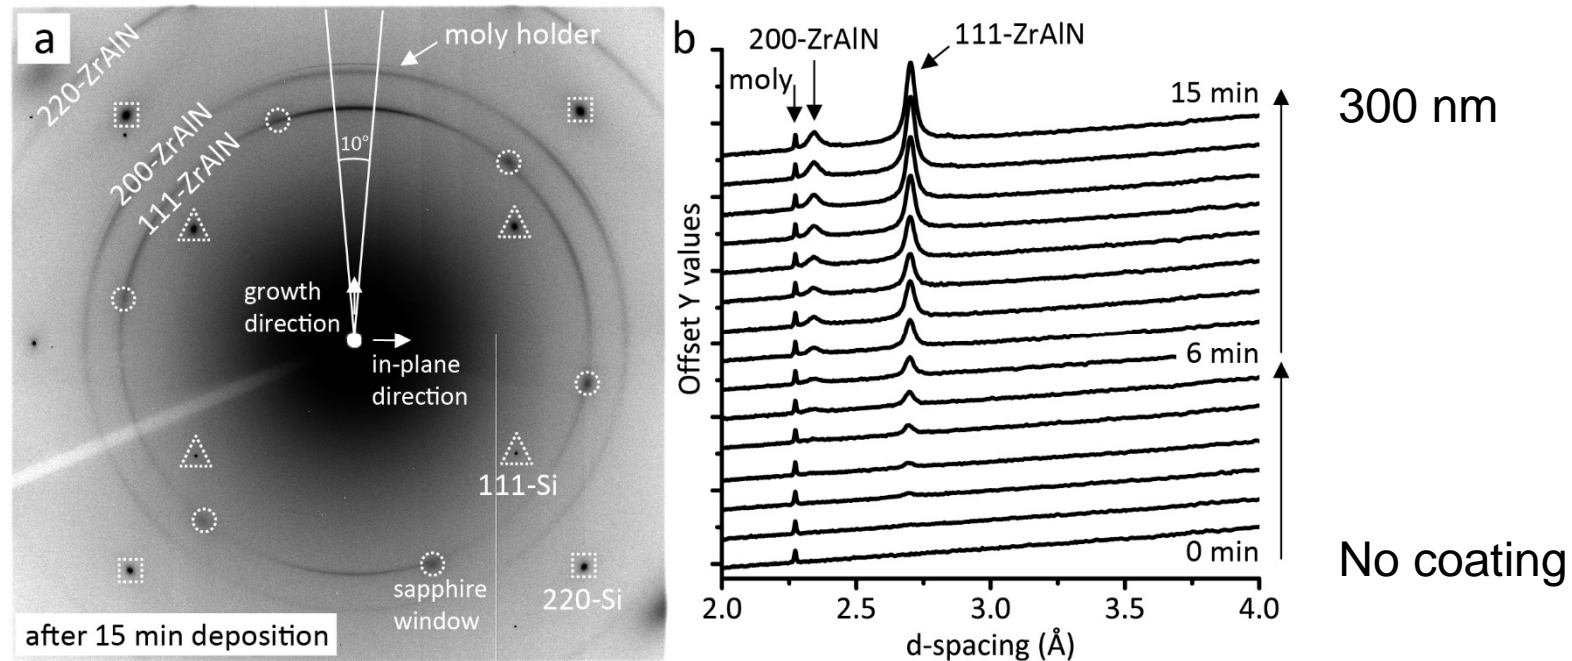 a
moly holder
220-ZrAlN
200-ZrAlN
111-ZrAlN
10°
growth
direction
in-plane
direction
111-Si
sapphire
window
220-Si
after 15 min deposition
b
200-ZrAlN
111-ZrAlN
moly
15 min
6 min
0 min
Offset Y values
2.0 2.5 3.0 3.5 4.0
d-spacing (Å)
300 nm
No coating